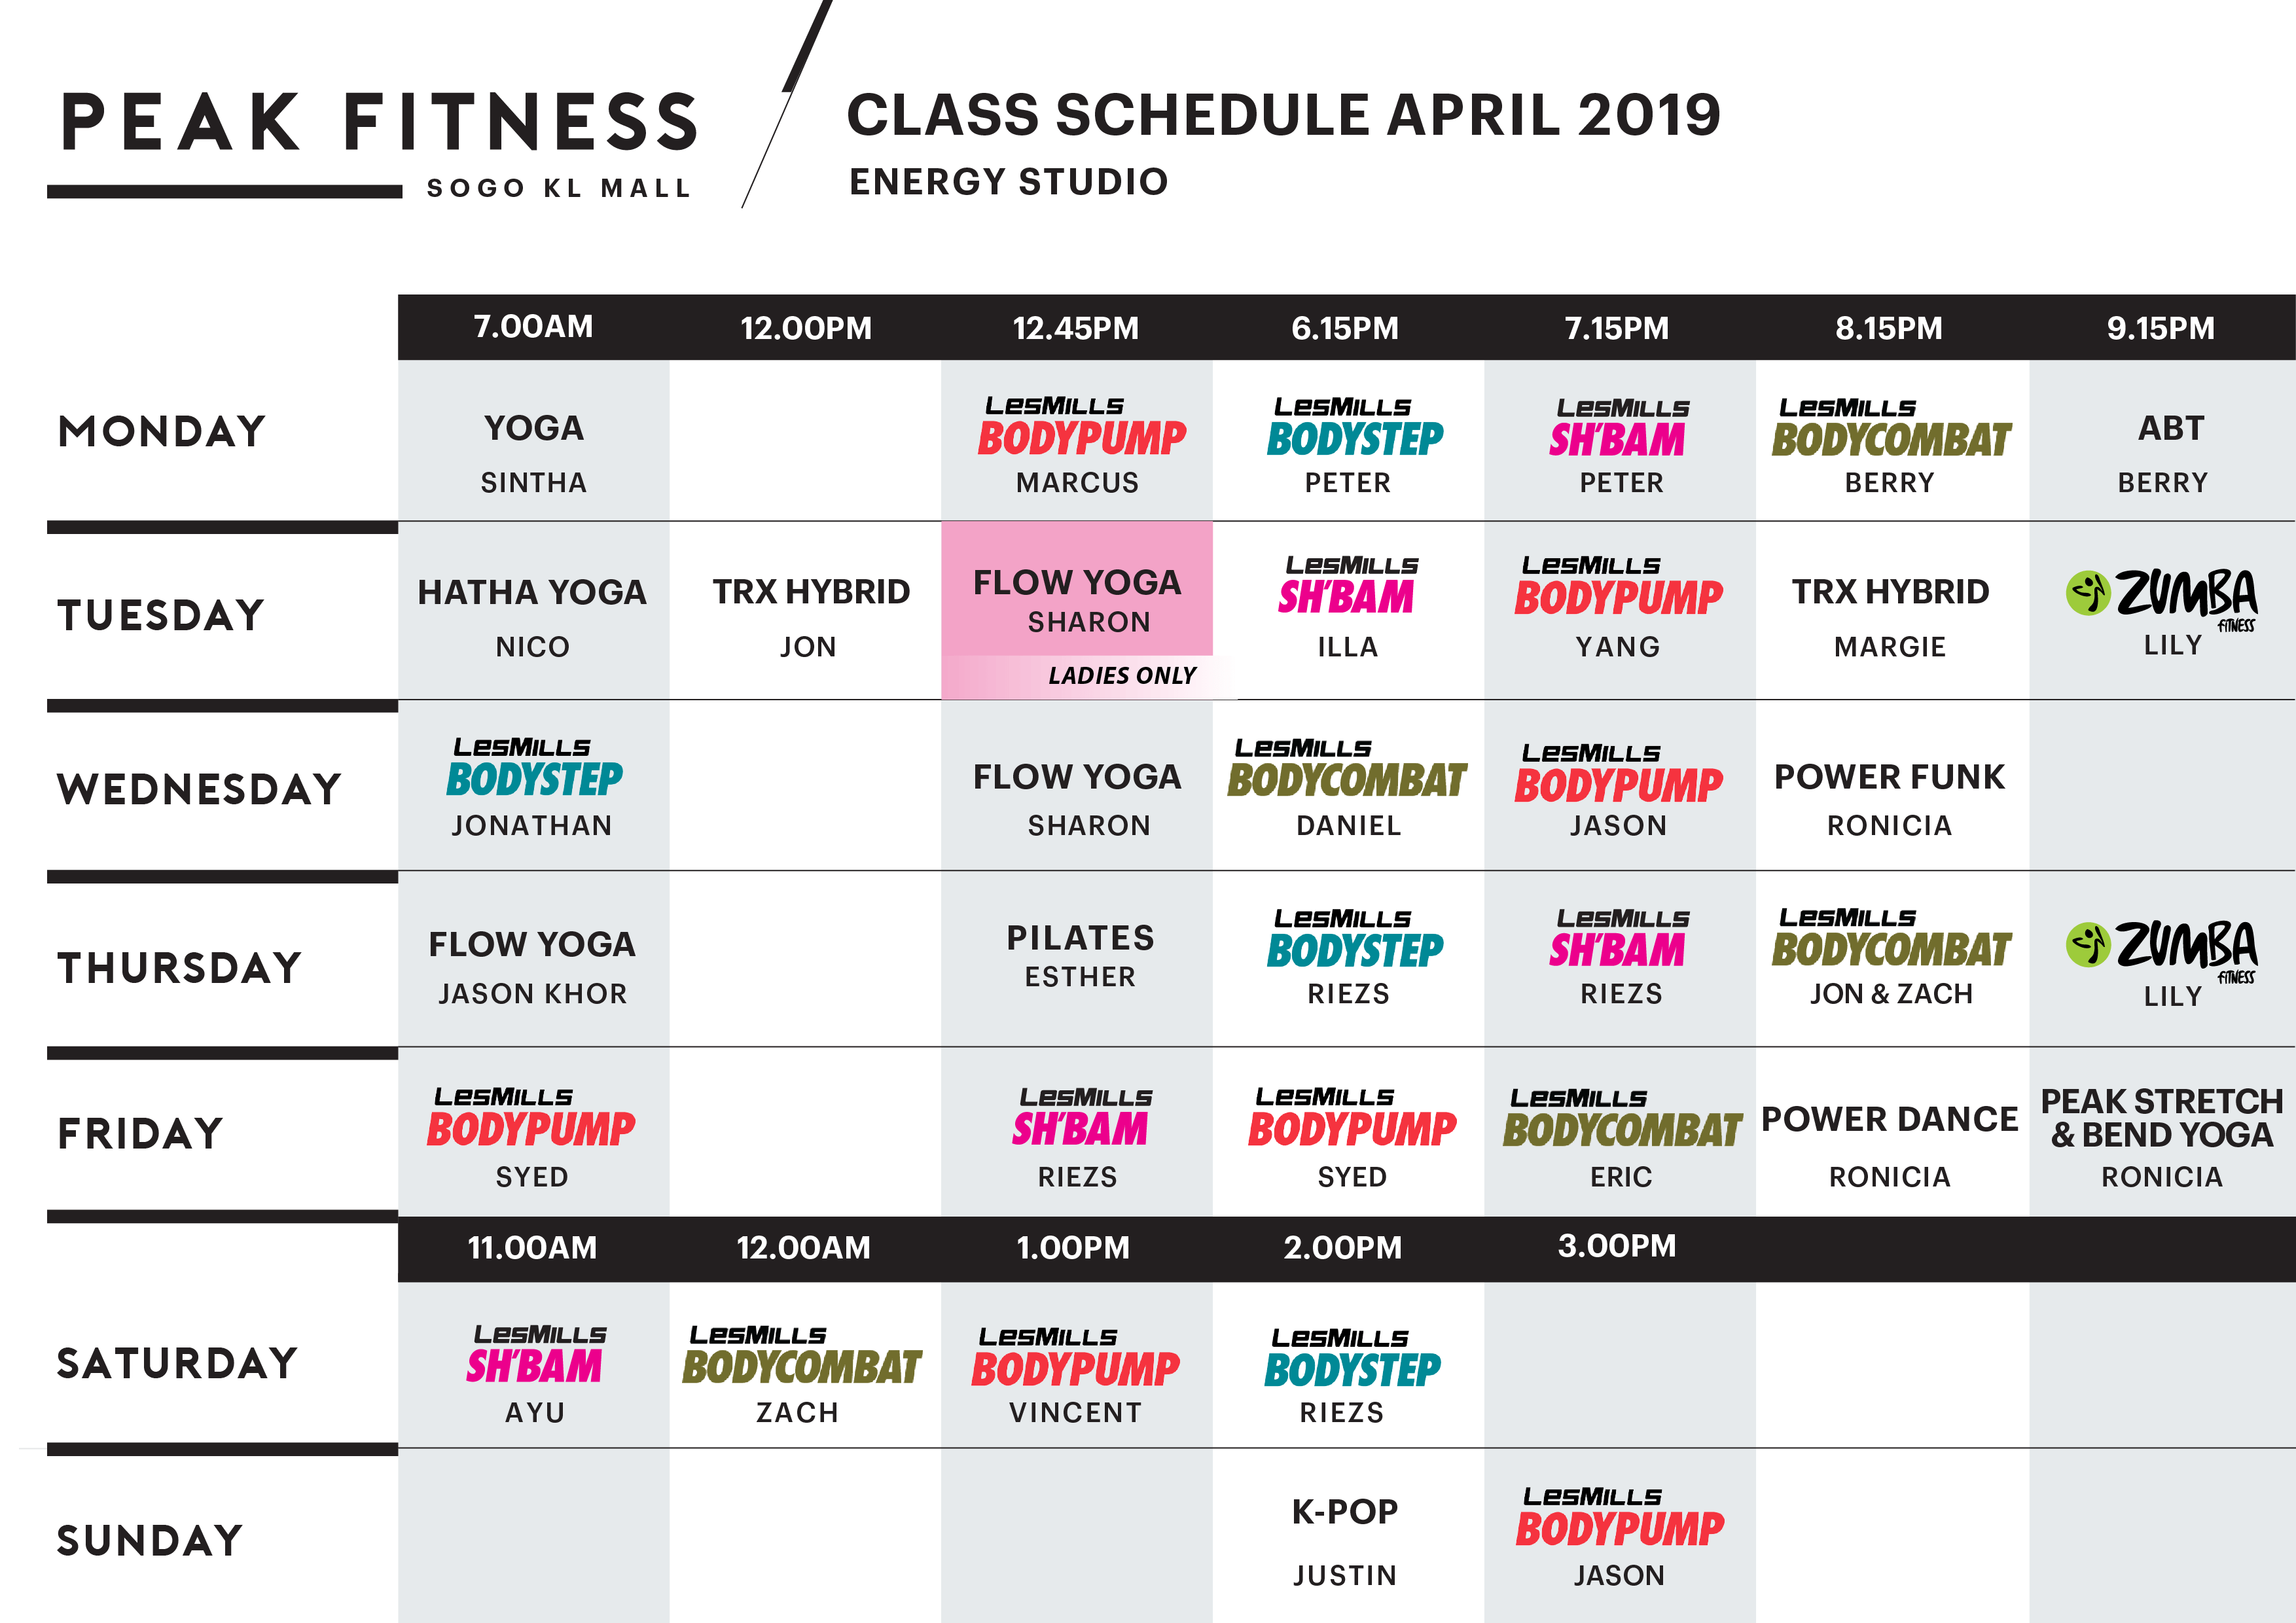 PEAK FITNESS
SOGO KL MALL
CLASS SCHEDULE APRIL 2019
ENERGY STUDIO
7.00AM 12.00PM 12.45PM 6.15PM 7.15PM 8.15PM 9.15PM
MONDAY
YOGA
SINTHA
LESMILLS
BODYPUMP
MARCUS
LESMILLS
BODYSTEP
PETER
LESMILLS
SH'BAM
PETER
LESMILLS
BODYCOMBAT
BERRY
ABT
BERRY
TUESDAY
HATHA YOGA
NICO
TRX HYBRID
JON
FLOW YOGA
SHARON
LADIES ONLY
LESMILLS
SH'BAM
ILLA
LESMILLS
BODYPUMP
YANG
TRX HYBRID
MARGIE
ZUMBA
FITNESS
LILY
WEDNESDAY
LESMILLS
BODYSTEP
JONATHAN
FLOW YOGA
SHARON
LESMILLS
BODYCOMBAT
DANIEL
LESMILLS
BODYPUMP
JASON
POWER FUNK
RONICIA
THURSDAY
FLOW YOGA
JASON KHOR
PILATES
ESTHER
LESMILLS
BODYSTEP
RIEZS
LESMILLS
SH'BAM
RIEZS
LESMILLS
BODYCOMBAT
JON & ZACH
ZUMBA
FITNESS
LILY
FRIDAY
LESMILLS
BODYPUMP
SYED
LESMILLS
SH'BAM
RIEZS
LESMILLS
BODYPUMP
SYED
LESMILLS
BODYCOMBAT
ERIC
POWER DANCE
RONICIA
PEAK STRETCH
& BEND YOGA
RONICIA
11.00AM 12.00AM 1.00PM 2.00PM 3.00PM
SATURDAY
LESMILLS
SH'BAM
AYU
LESMILLS
BODYCOMBAT
ZACH
LESMILLS
BODYPUMP
VINCENT
LESMILLS
BODYSTEP
RIEZS
SUNDAY
K-POP
JUSTIN
LESMILLS
BODYPUMP
JASON